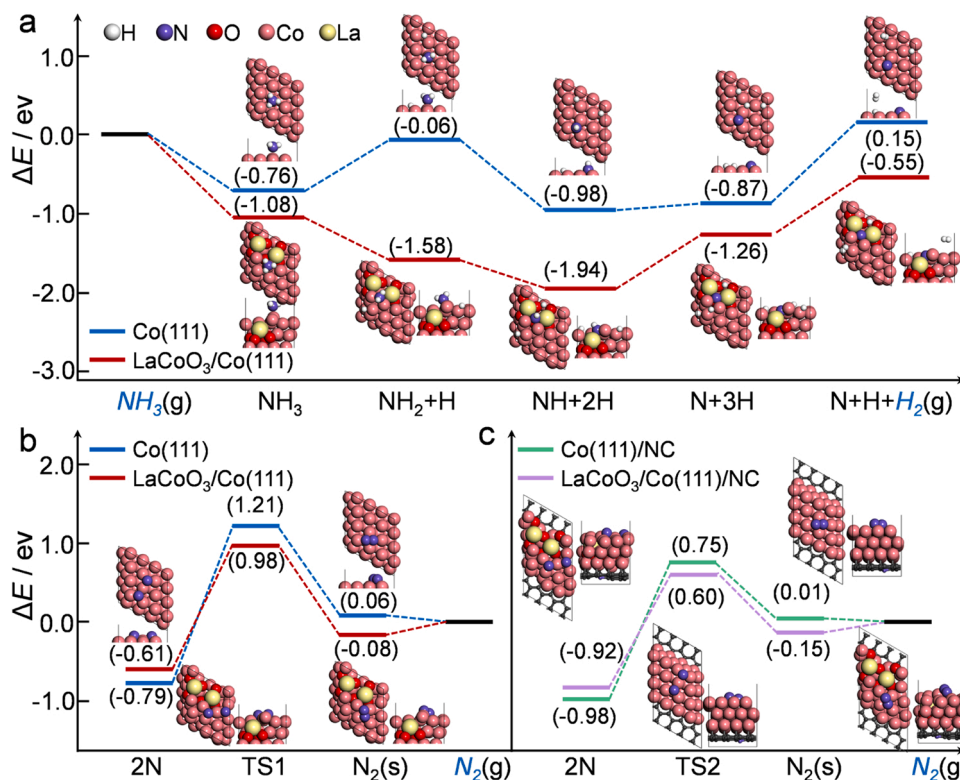 a
H N O Co La
1.0
0.0
-1.0
-2.0
-3.0
ΔE / ev
(-0.76)
(-0.06)
(-0.98)
(-0.87)
(0.15)
(-1.08)
(-1.58)
(-1.94)
(-1.26)
(-0.55)
Co(111)
LaCoO₃/Co(111)
NH₃(g) NH₃ NH₂+H NH+2H N+3H N+H+H₂(g)
b
Co(111)
LaCoO₃/Co(111)
2.0
1.0
0.0
-1.0
ΔE / ev
(1.21)
(0.98)
(0.06)
(-0.08)
(-0.61)
(-0.79)
2N TS1 N₂(s) N₂(g)
c
Co(111)/NC
LaCoO₃/Co(111)/NC
(0.75)
(0.60)
(0.01)
(-0.15)
(-0.92)
(-0.98)
2N TS2 N₂(s) N₂(g)